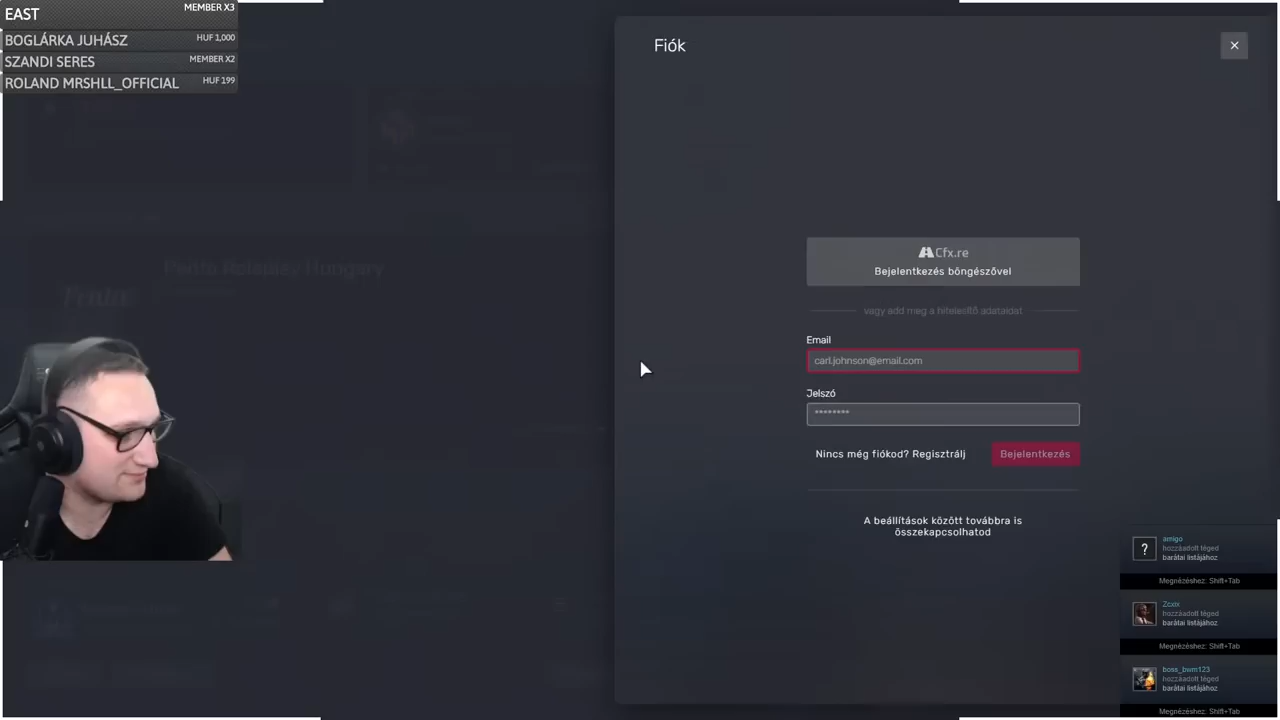 EAST
MEMBER X3
BOGLÁRKA JUHÁSZ
HUF 1,000
SZANDI SERES
MEMBER X2
ROLAND MRSHLL_OFFICIAL
HUF 199
Fiók
Cfx.re
Bejelentkezés böngészővel
vagy add meg a hitelesítő adataidat
Email
carl.johnson@email.com
Jelszó
********
Nincs még fiókod? Regisztrálj
Bejelentkezés
A beállítások között továbbra is
összekapcsolhatod
?
amigo
hozzáadott téged
barátai listájához
Megnézéshez: Shift+Tab
Zcxix
hozzáadott téged
barátai listájához
Megnézéshez: Shift+Tab
boss_bwm123
hozzáadott téged
barátai listájához
Megnézéshez: Shift+Tab